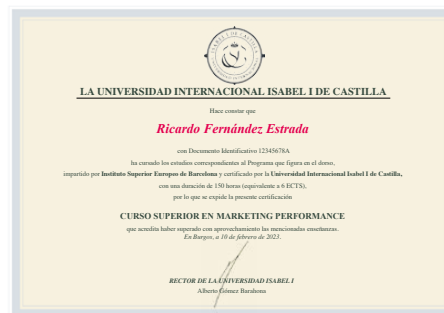 LA UNIVERSIDAD INTERNACIONAL ISABEL I DE CASTILLA
Hace constar que
Ricardo Fernández Estrada
con Documento Identificativo 12345678A
ha cursado los estudios correspondientes al Programa que figura en el dorso,
impartido por Instituto Superior Europeo de Barcelona y certificado por la Universidad Internacional Isabel I de Castilla,
con una duración de 150 horas (equivalente a 6 ECTS),
por lo que se expide la presente certificación
CURSO SUPERIOR EN MARKETING PERFORMANCE
que acredita haber superado con aprovechamiento las mencionadas enseñanzas.
En Burgos, a 10 de febrero de 2023.
RECTOR DE LA UNIVERSIDAD ISABEL I
Alberto Gómez Barahona